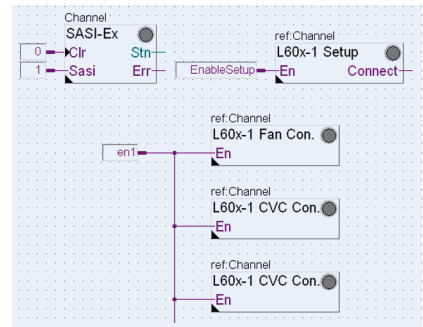 Channel
SASI-Ex
0 Clr Stn
1 Sasi Err
ref:Channel
L60x-1 Setup
EnableSetup En Connect
ref:Channel
L60x-1 Fan Con.
en1 En
ref:Channel
L60x-1 CVC Con.
En
ref:Channel
L60x-1 CVC Con.
En